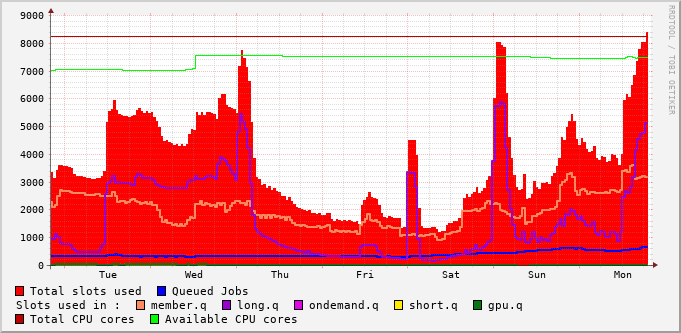 9000
8000
7000
6000
5000
4000
3000
2000
1000
0
Tue Wed Thu Fri Sat Sun Mon
RRDTOOL / TOBI OETIKER
Total slots used Queued Jobs
Slots used in : member.q long.q ondemand.q short.q gpu.q
Total CPU cores Available CPU cores